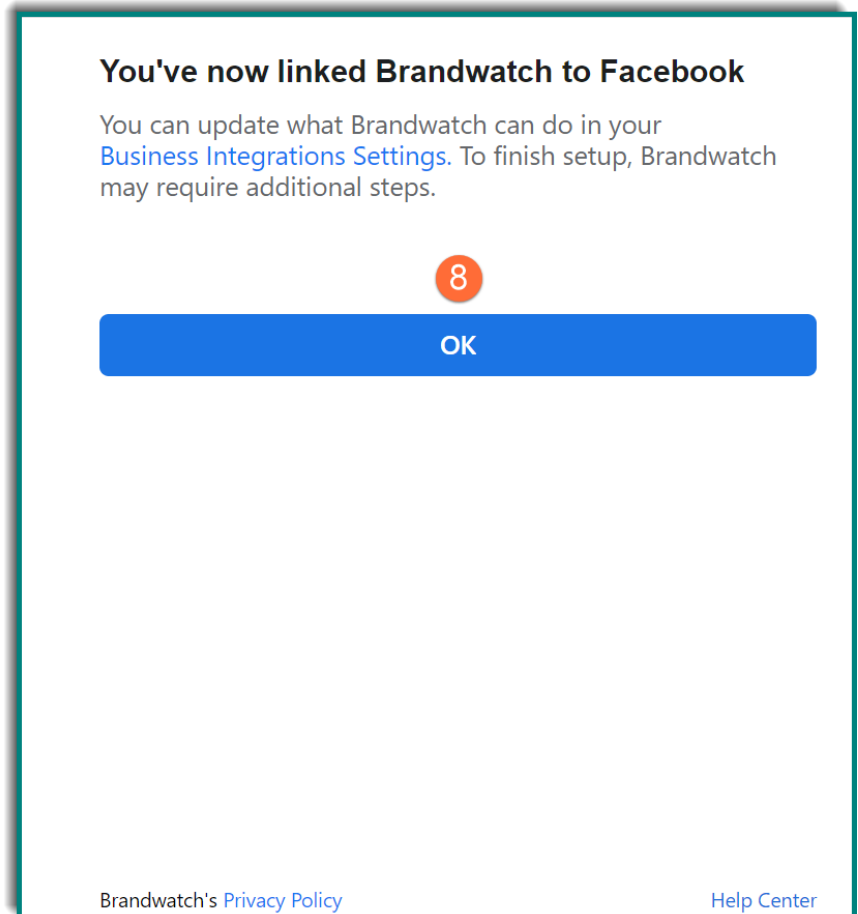 You've now linked Brandwatch to Facebook
You can update what Brandwatch can do in your
Business Integrations Settings. To finish setup, Brandwatch
may require additional steps.
8
OK
Brandwatch's Privacy Policy Help Center